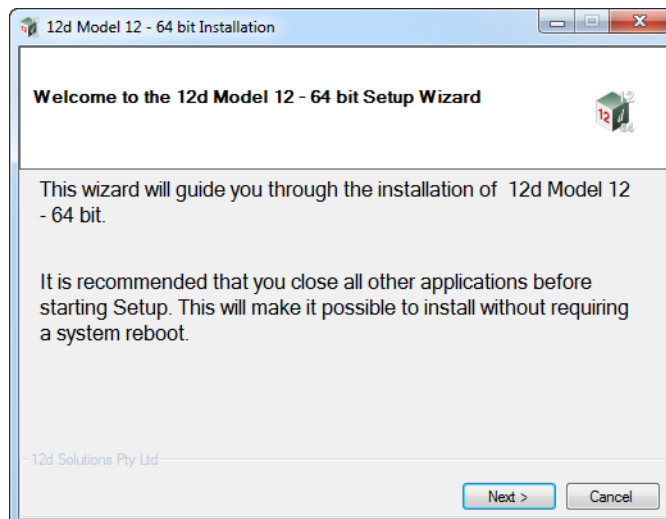 12d Model 12 - 64 bit Installation
Welcome to the 12d Model 12 - 64 bit Setup Wizard
12
12 d
64
This wizard will guide you through the installation of 12d Model 12
- 64 bit.
It is recommended that you close all other applications before
starting Setup. This will make it possible to install without requiring
a system reboot.
12d Solutions Pty Ltd
Next >
Cancel